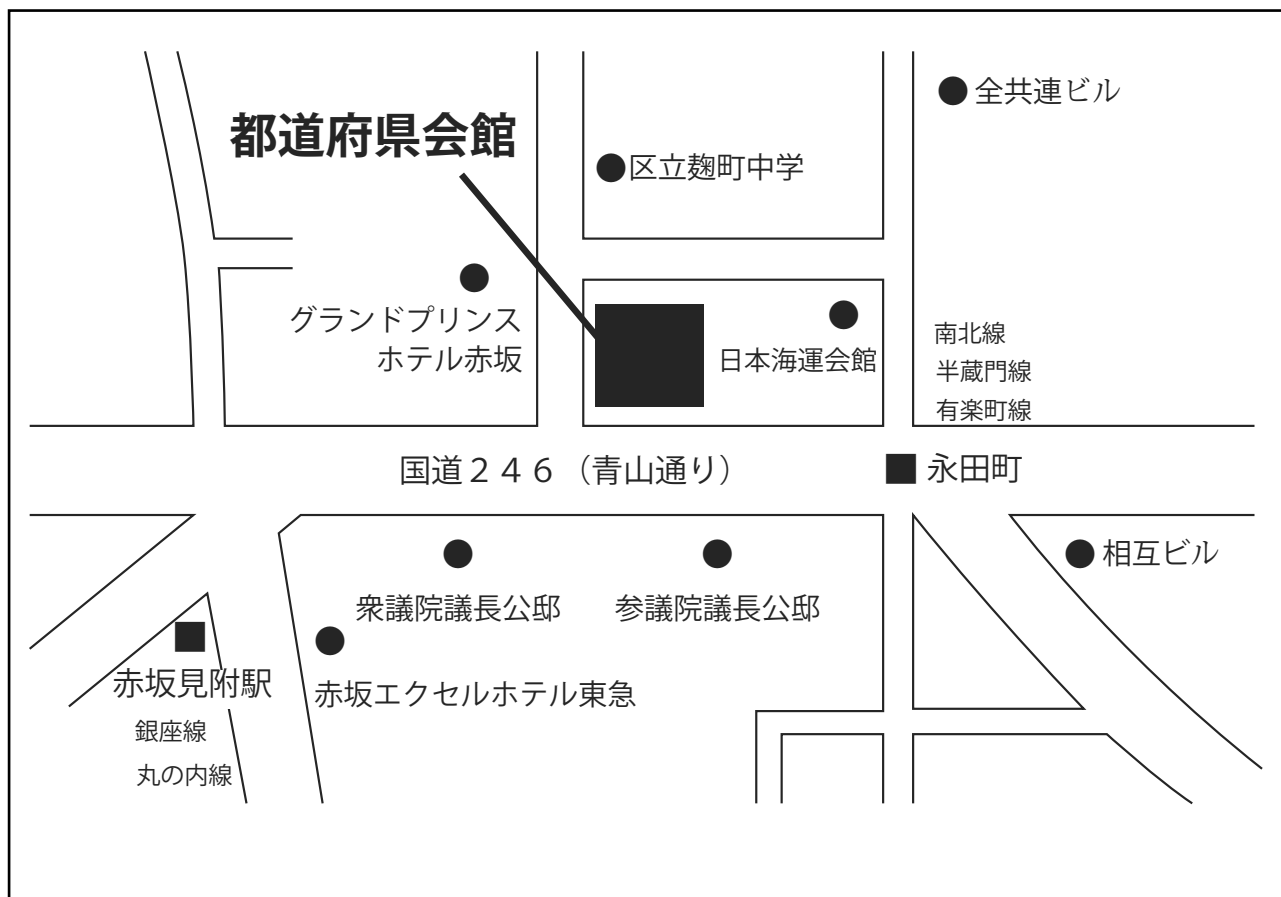 全共連ビル
都道府県会館
区立麹町中学
グランドプリンス
ホテル赤坂
日本海運会館
南北線
半蔵門線
有楽町線
国道２４６（青山通り）
永田町
相互ビル
衆議院議長公邸
参議院議長公邸
赤坂見附駅
赤坂エクセルホテル東急
銀座線
丸の内線